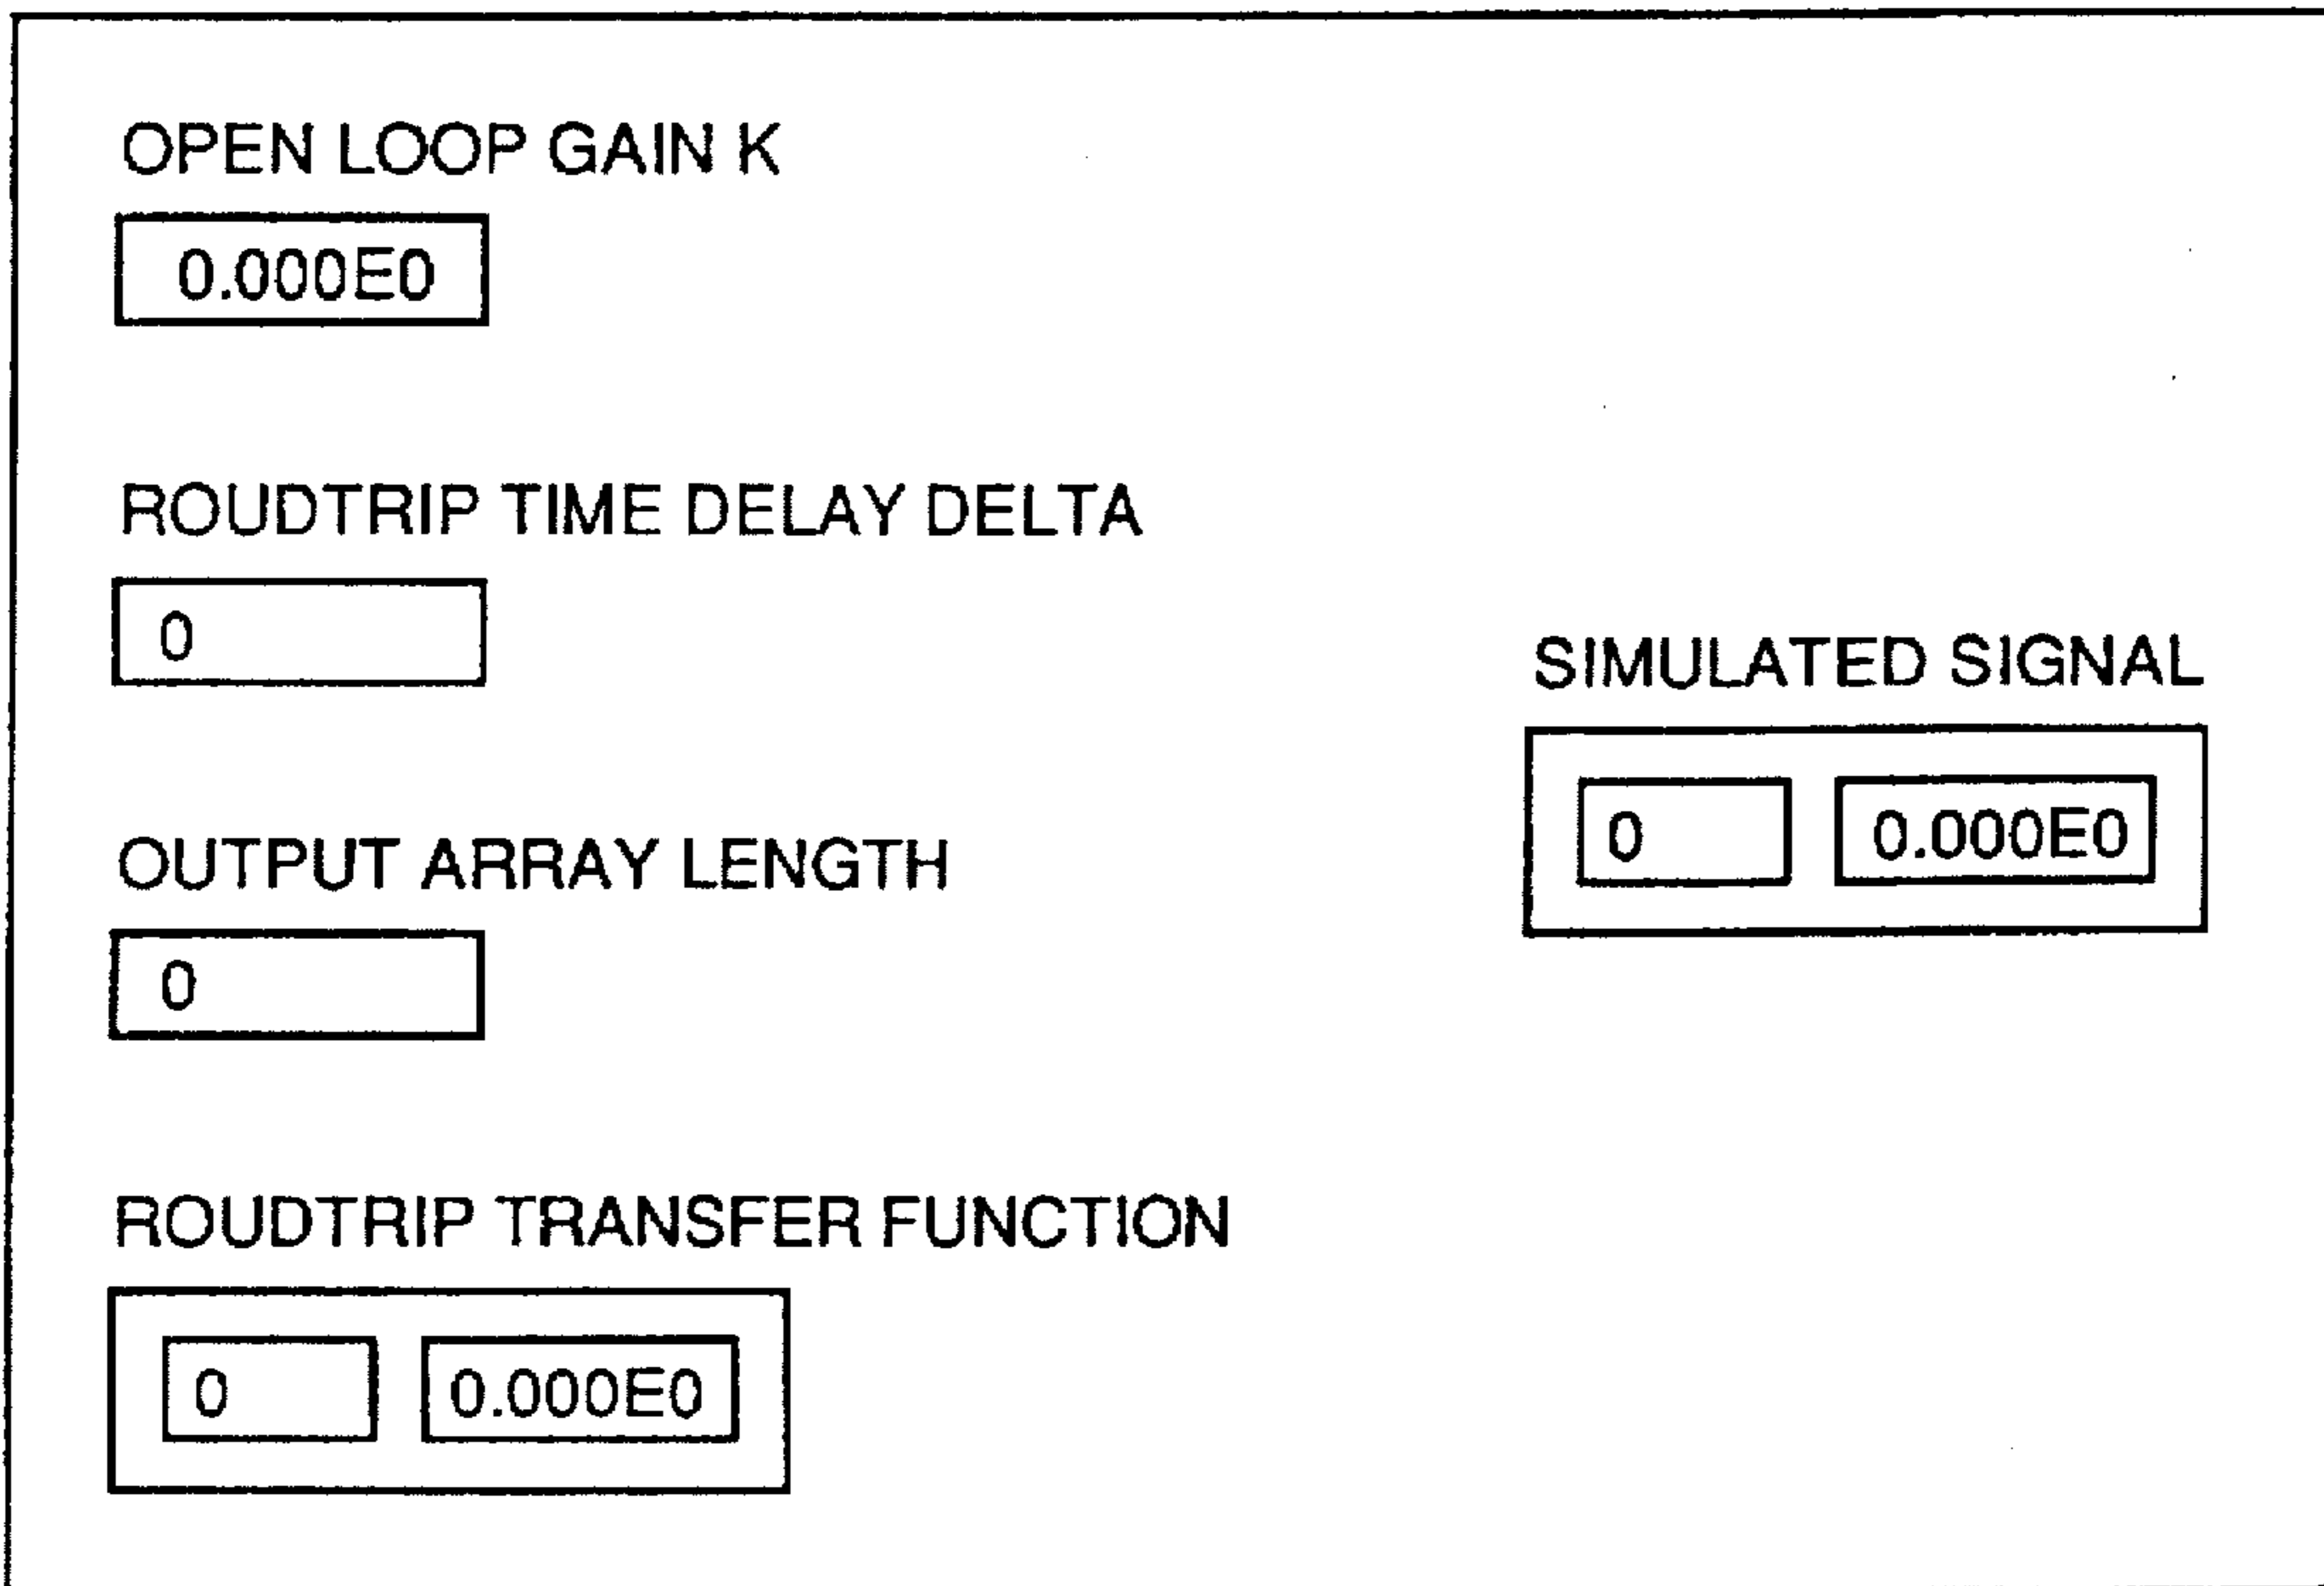 OPEN LOOP GAIN K
0.000E0
ROUDTRIP TIME DELAY DELTA
0
OUTPUT ARRAY LENGTH
0
ROUDTRIP TRANSFER FUNCTION
0 0.000E0
SIMULATED SIGNAL
0 0.000E0